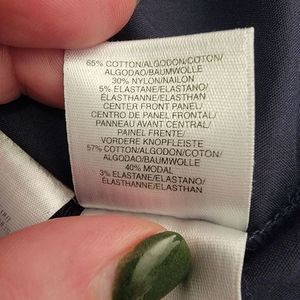 65% COTTON/ALGODON/COTON/
ALGODAO/BAUMWOLLE
30% NYLON/NAILON
5% ELASTANE/ELASTANO/
ÉLASTHANNE/ELASTHAN
CENTER FRONT PANEL/
CENTRO DE PANEL FRONTAL/
PANNEAU AVANT CENTRAL/
PAINEL FRENTE/
VORDERE KNOPFLEISTE
57% COTTON/ALGODON/COTON/
ALGODAO/BAUMWOLLE
40% MODAL
3% ELASTANE/ELASTANO/
ÉLASTHANNE/ELASTHAN